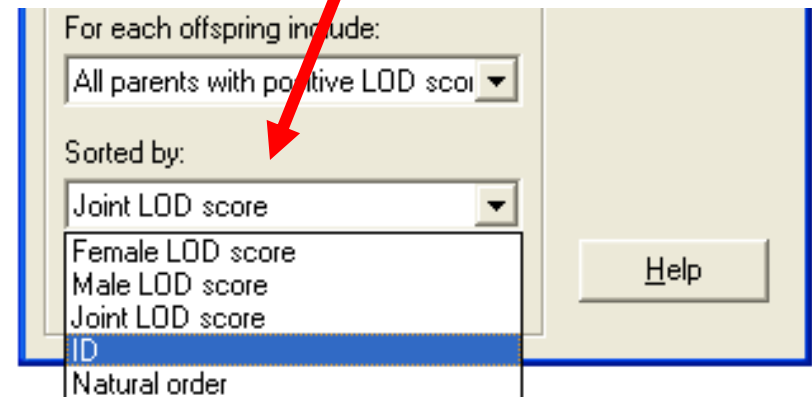 For each offspring include:
All parents with positive LOD scor
Sorted by:
Joint LOD score
Female LOD score
Male LOD score
Joint LOD score
ID
Natural order
Help